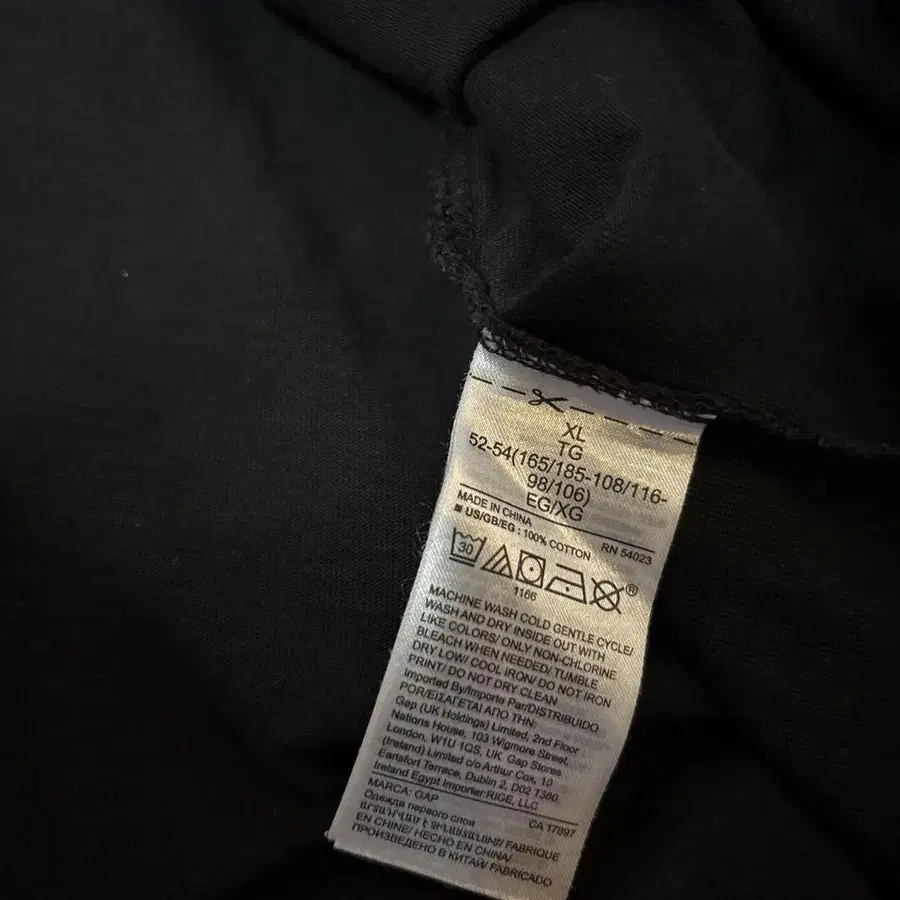 XL
TG
52-54(165/185-108/116-
98/106)
EG/XG
MADE IN CHINA
■ US/GB/EG : 100% COTTON RN 54023
30
®
1166
MACHINE WASH COLD GENTLE CYCLE/
WASH AND DRY INSIDE OUT WITH
LIKE COLORS/ ONLY NON-CHLORINE
BLEACH WHEN NEEDED/ TUMBLE
DRY LOW/ COOL IRON/ DO NOT IRON
PRINT/ DO NOT DRY CLEAN
Imported By/Importe Par/DISTRIBUIDO
POR/ΕΙΣΑΓΕΤΑΙ ΑΠΟ ΤΗΝ:
Gap (UK Holdings) Limited, 2nd Floor
Nations House, 103 Wigmore Street,
London, W1U 1QS, UK Gap Stores
(Ireland) Limited c/o Arthur Cox, 10
Earlsfort Terrace, Dublin 2, D02 T380,
Ireland Egypt Importer:RIGE, LLC
MARCA: GAP CA 17897
Одежда первого слоя
ԱՐՏԱԴՐՎԱԾ Է ՉԻՆԱՍՏԱՆՈՒՄ/ FABRIQUE
EN CHINE/ HECHO EN CHINA/
ПРОИЗВЕДЕНО В КИТАЕ/ FABRICADO